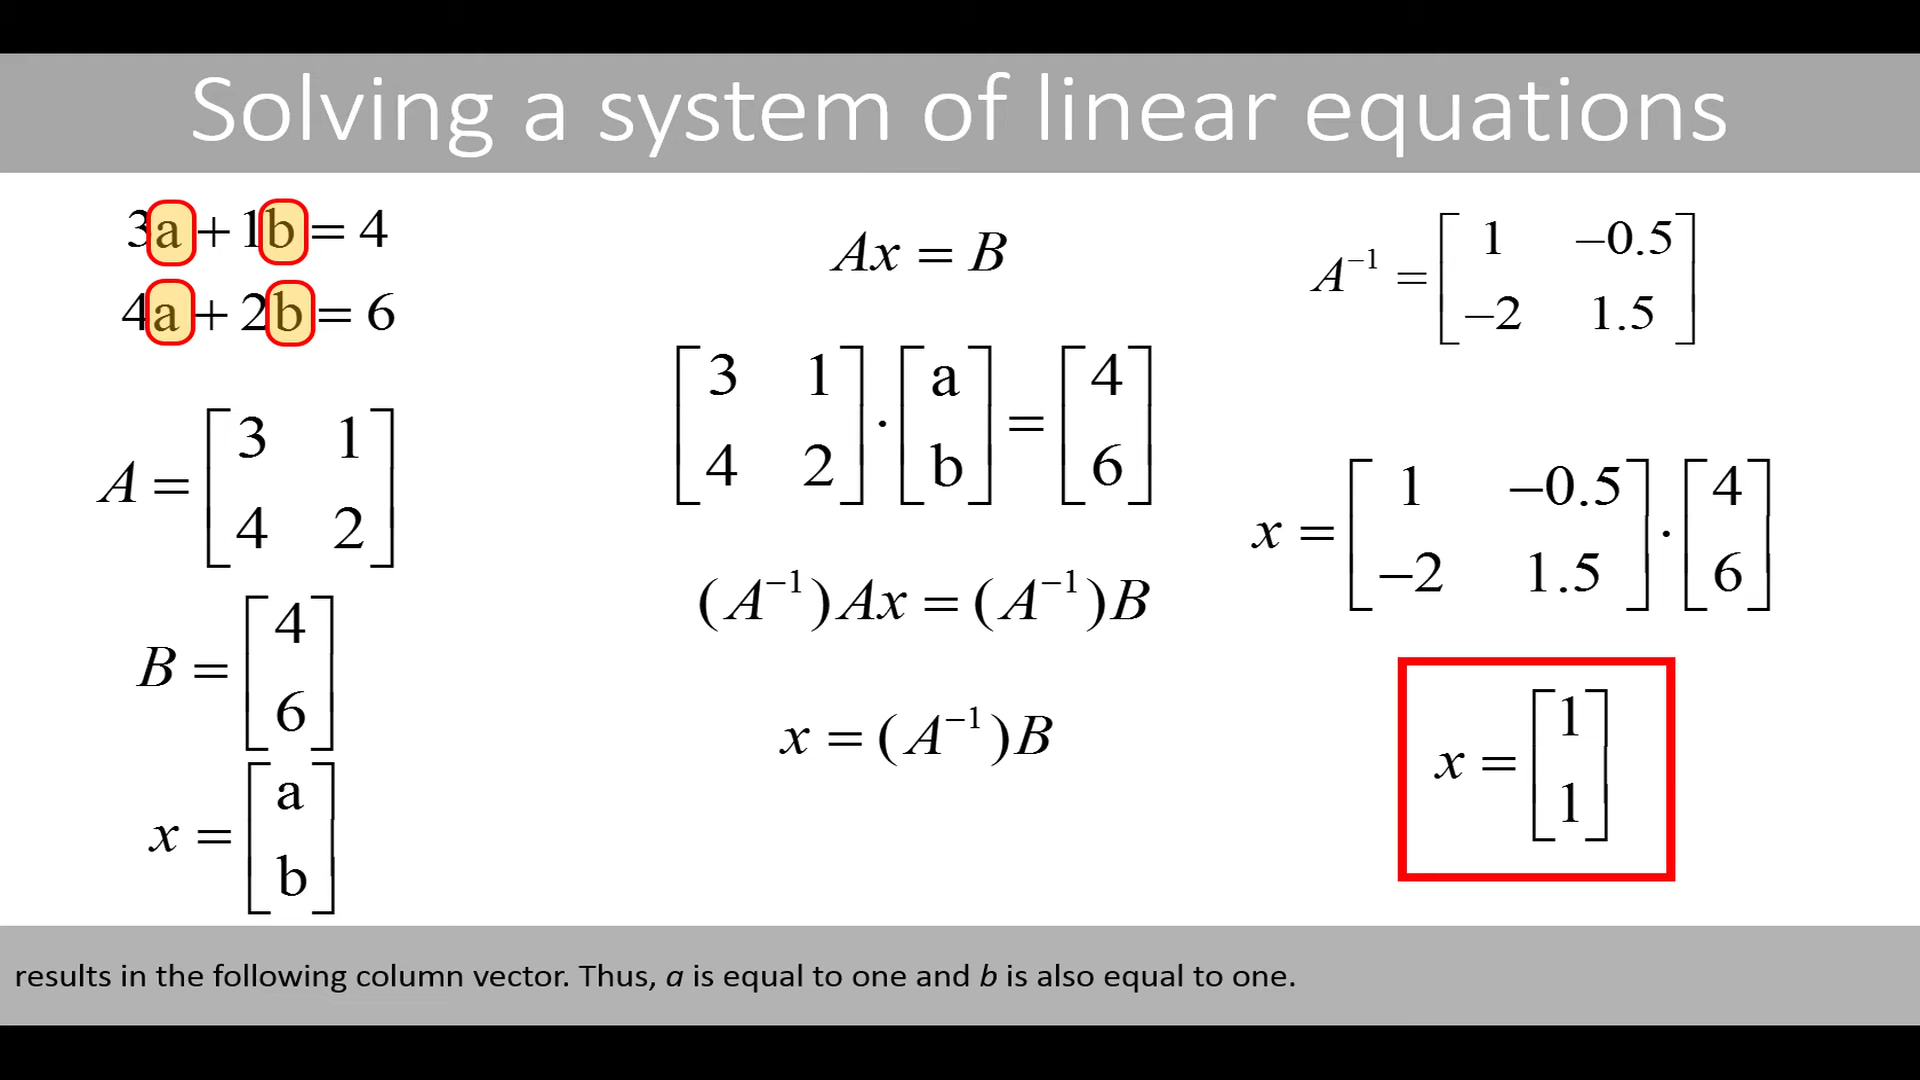 Solving a system of linear equations
3a + 1b = 4
4a + 2b = 6
A = [3 1
4 2]
B = [4
6]
x = [a
b]
Ax = B
[3 1
4 2] · [a
b] = [4
6]
(A⁻¹)Ax = (A⁻¹)B
x = (A⁻¹)B
A⁻¹ = [1 −0.5
−2 1.5]
x = [1 −0.5
−2 1.5] · [4
6]
x = [1
1]
results in the following column vector. Thus, a is equal to one and b is also equal to one.